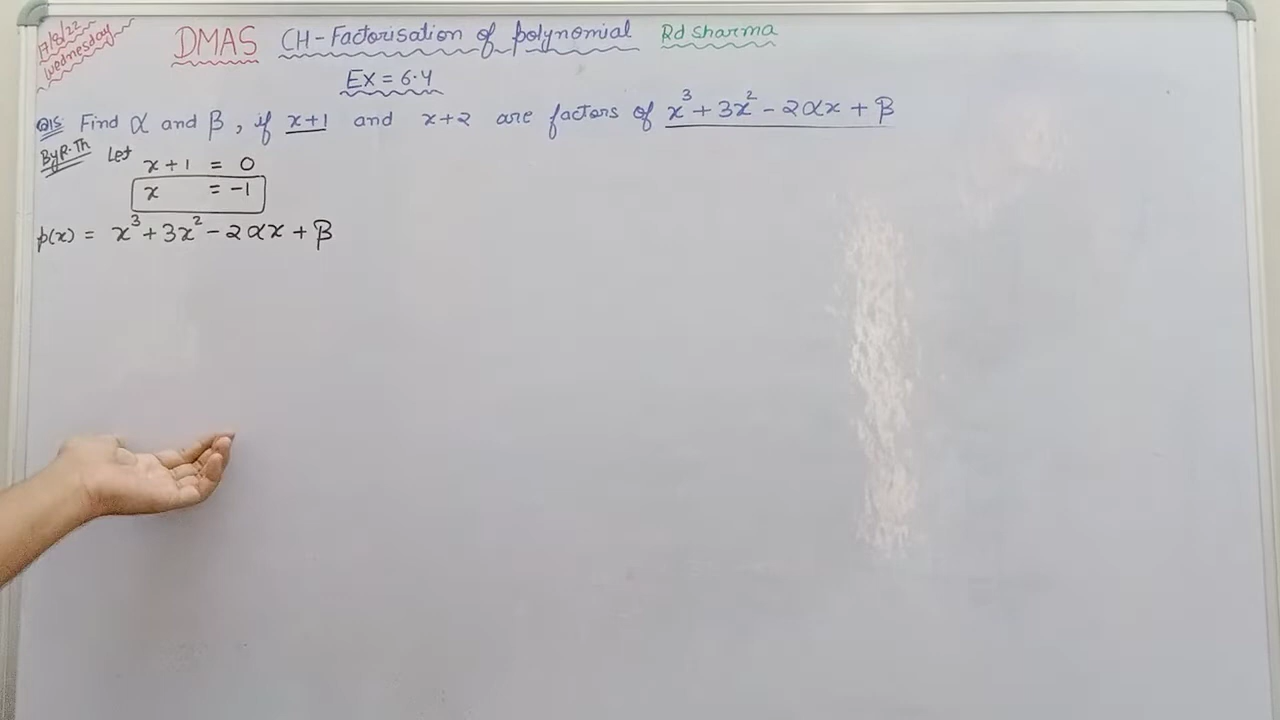 17/8/22
Wednesday
DMAS CH-Factorisation of polynomial Rd Sharma
Ex = 6.4
Q15: Find α and β, if x+1 and x+2 are factors of x³ + 3x² - 2αx + β
By R.Th Let x + 1 = 0
x = -1
p(x) = x³ + 3x² - 2αx + β